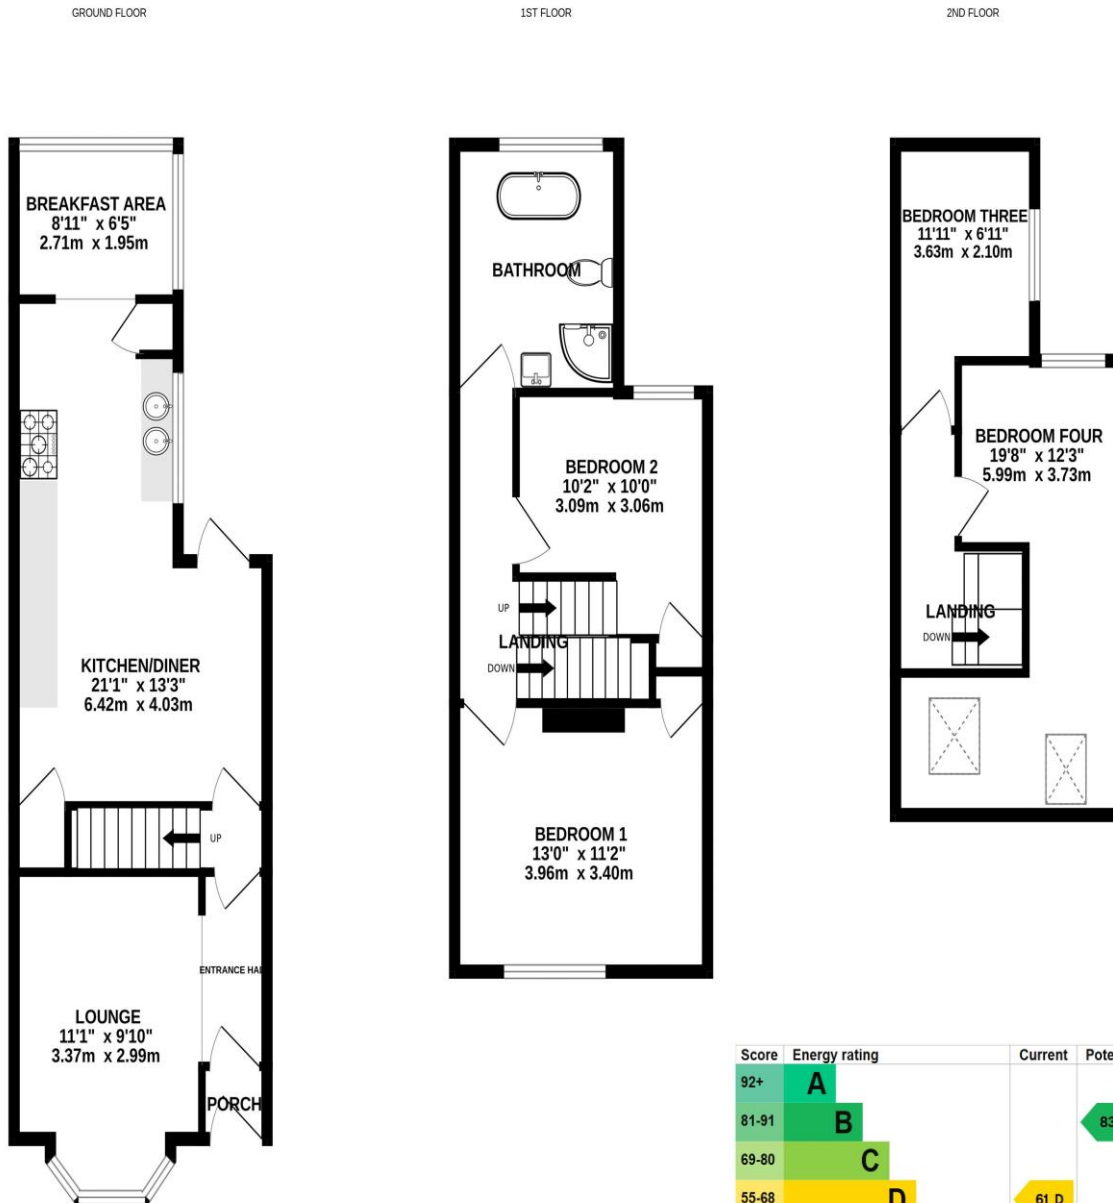 GROUND FLOOR
1ST FLOOR
2ND FLOOR
BREAKFAST AREA
8'11" x 6'5"
2.71m x 1.95m
KITCHEN/DINER
21'1" x 13'3"
6.42m x 4.03m
UP
ENTRANCE HAL
LOUNGE
11'1" x 9'10"
3.37m x 2.99m
PORCH
BATHROOM
BEDROOM 2
10'2" x 10'0"
3.09m x 3.06m
UP
LANDING
DOWN
BEDROOM 1
13'0" x 11'2"
3.96m x 3.40m
BEDROOM THREE
11'11" x 6'11"
3.63m x 2.10m
BEDROOM FOUR
19'8" x 12'3"
5.99m x 3.73m
LANDING
DOWN
Score Energy rating Current Pote
92+ A
81-91 B 83
69-80 C
55-68 D 61 D